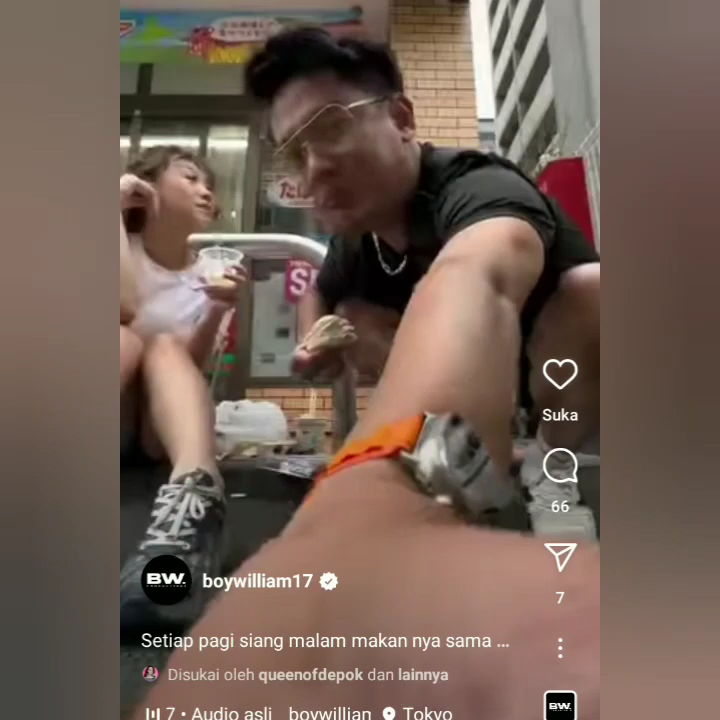 Suka
66
7
BW.
boywilliam17
Setiap pagi siang malam makan nya sama ...
Disukai oleh queenofdepok dan lainnya
7 • Audio asli boywillian Tokyo
BW.